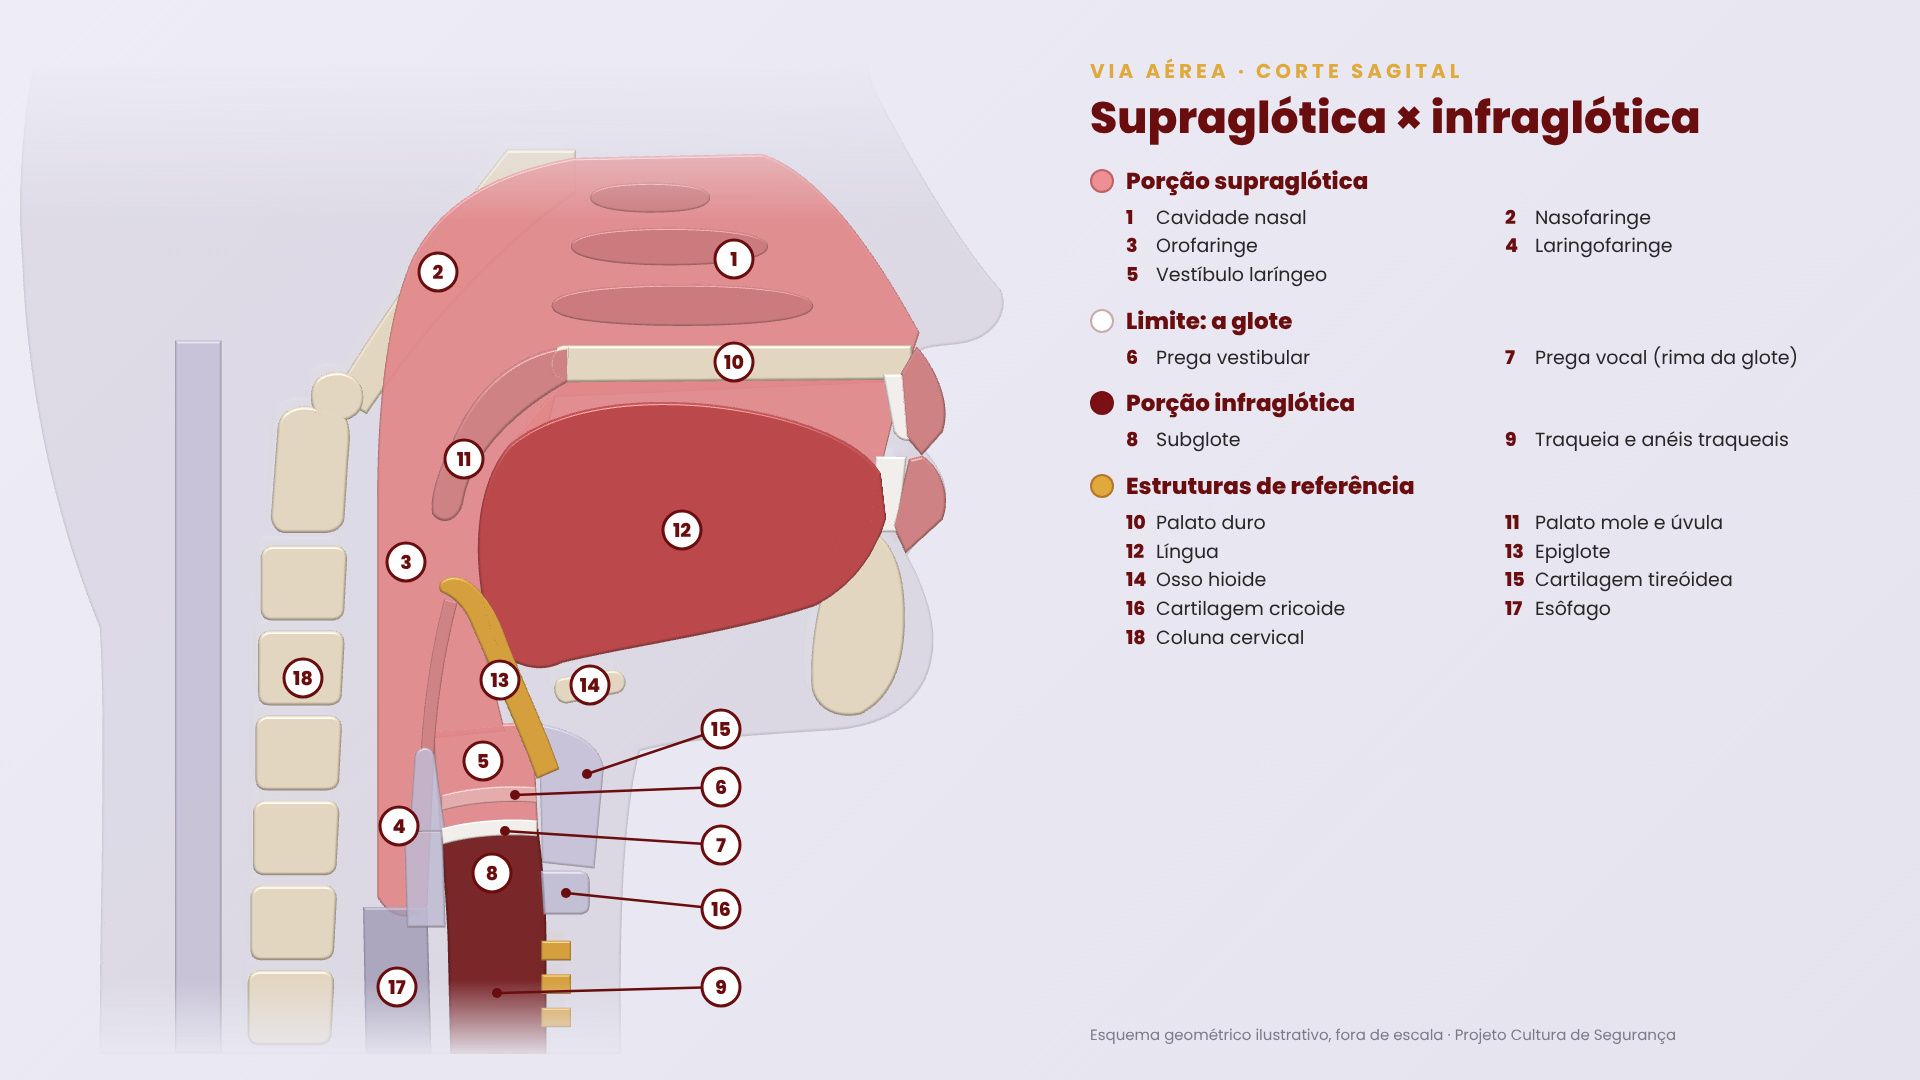 VIA AÉREA · CORTE SAGITAL
Supraglótica × infraglótica
Porção supraglótica
1 Cavidade nasal
2 Nasofaringe
3 Orofaringe
4 Laringofaringe
5 Vestíbulo laríngeo
Limite: a glote
6 Prega vestibular
7 Prega vocal (rima da glote)
Porção infraglótica
8 Subglote
9 Traqueia e anéis traqueais
Estruturas de referência
10 Palato duro
11 Palato mole e úvula
12 Língua
13 Epiglote
14 Osso hioide
15 Cartilagem tireóidea
16 Cartilagem cricoide
17 Esôfago
18 Coluna cervical
1
2
10
11
12
3
18
13
14
15
5
6
4
7
8
16
17
9
Esquema geométrico ilustrativo, fora de escala · Projeto Cultura de Segurança